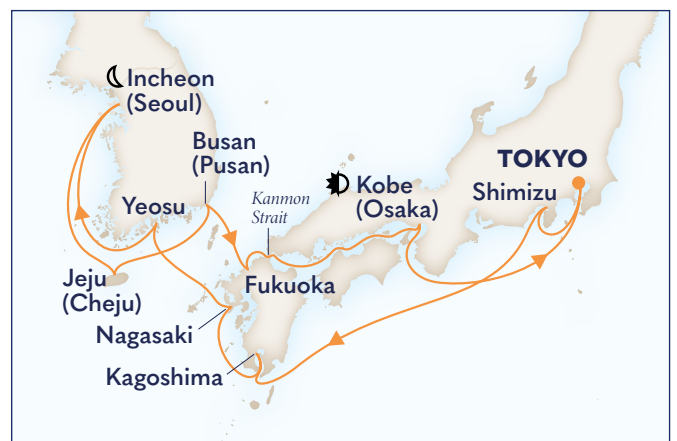 Incheon
(Seoul)
Busan
(Pusan)
TOKYO
Kanmon
Strait
Kobe
(Osaka)
Shimizu
Yeosu
Jeju
(Cheju)
Fukuoka
Nagasaki
Kagoshima